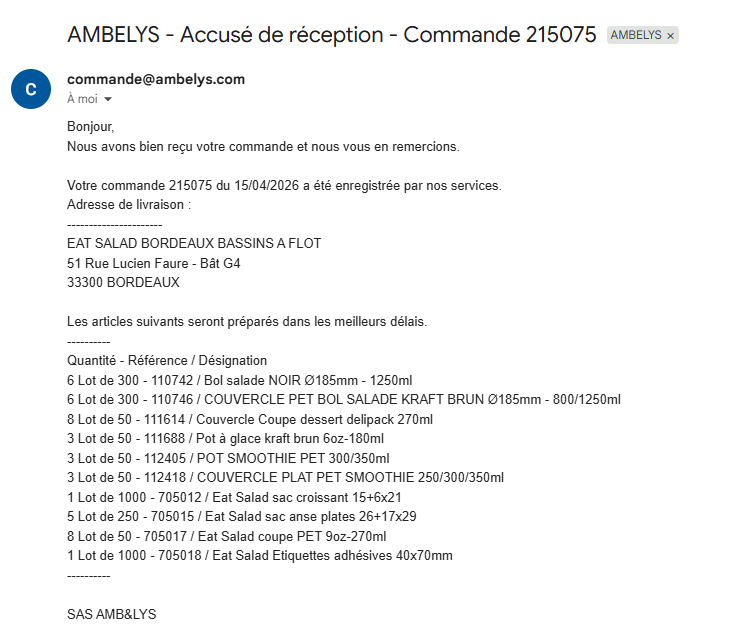 AMBELYS - Accusé de réception - Commande 215075 AMBELYS ×
C
commande@ambelys.com
À moi
Bonjour,
Nous avons bien reçu votre commande et nous vous en remercions.
Votre commande 215075 du 15/04/2026 a été enregistrée par nos services.
Adresse de livraison :
----------------------
EAT SALAD BORDEAUX BASSINS A FLOT
51 Rue Lucien Faure - Bât G4
33300 BORDEAUX
Les articles suivants seront préparés dans les meilleurs délais.
----------
Quantité - Référence / Désignation
6 Lot de 300 - 110742 / Bol salade NOIR Ø185mm - 1250ml
6 Lot de 300 - 110746 / COUVERCLE PET BOL SALADE KRAFT BRUN Ø185mm - 800/1250ml
8 Lot de 50 - 111614 / Couvercle Coupe dessert delipack 270ml
3 Lot de 50 - 111688 / Pot à glace kraft brun 6oz-180ml
3 Lot de 50 - 112405 / POT SMOOTHIE PET 300/350ml
3 Lot de 50 - 112418 / COUVERCLE PLAT PET SMOOTHIE 250/300/350ml
1 Lot de 1000 - 705012 / Eat Salad sac croissant 15+6x21
5 Lot de 250 - 705015 / Eat Salad sac anse plates 26+17x29
8 Lot de 50 - 705017 / Eat Salad coupe PET 9oz-270ml
1 Lot de 1000 - 705018 / Eat Salad Etiquettes adhésives 40x70mm
----------
SAS AMB&LYS